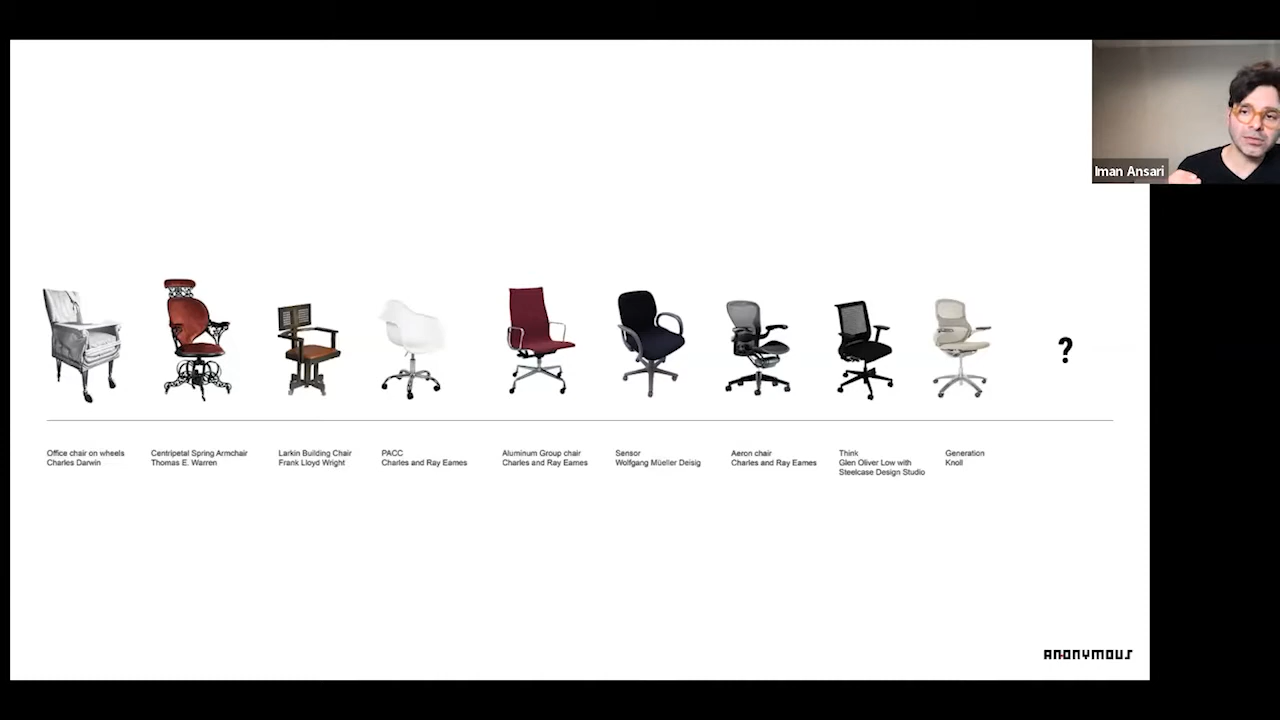 Iman Ansari
?
Office chair on wheels
Charles Darwin
Centripetal Spring Armchair
Thomas E. Warren
Larkin Building Chair
Frank Lloyd Wright
PACC
Charles and Ray Eames
Aluminum Group chair
Charles and Ray Eames
Sensor
Wolfgang Müeller Deisig
Aeron chair
Charles and Ray Eames
Think
Glen Oliver Low with
Steelcase Design Studio
Generation
Knoll
ANONYMOUS